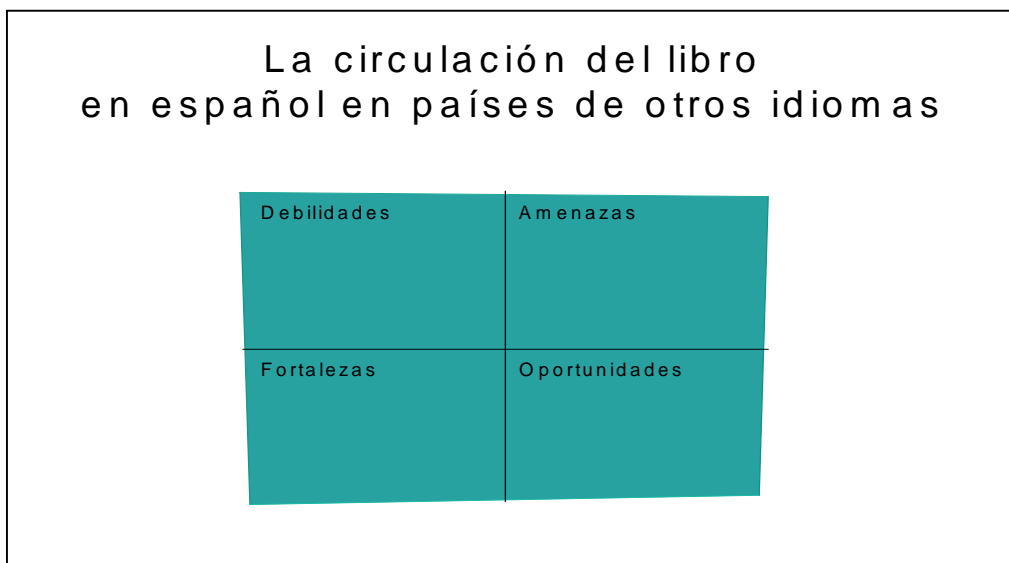 La circulación del libro
en español en países de otros idiomas
Debilidades
Amenazas
Fortalezas
Oportunidades